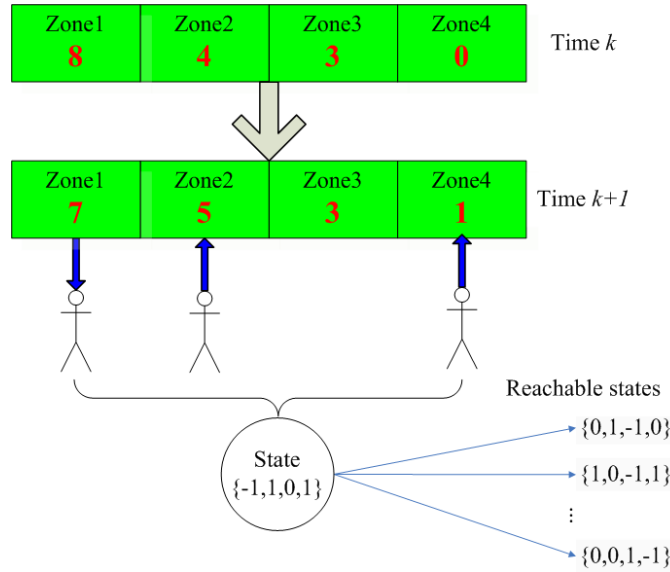 Zone1 Zone2 Zone3 Zone4
8 4 3 0
Time k
Zone1 Zone2 Zone3 Zone4
7 5 3 1
Time k+1
Reachable states
State
{-1,1,0,1}
{0,1,-1,0}
{1,0,-1,1}
...
{0,0,1,-1}